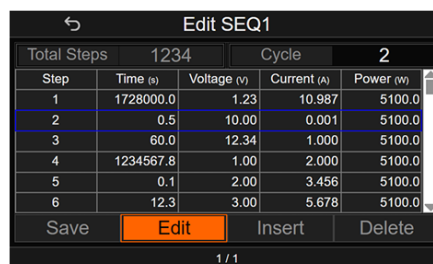 Edit SEQ1
Total Steps 1234 Cycle 2
Step Time (s) Voltage (V) Current (A) Power (W)
1 1728000.0 1.23 10.987 5100.0
2 0.5 10.00 0.001 5100.0
3 60.0 12.34 1.000 5100.0
4 1234567.8 1.00 2.000 5100.0
5 0.1 2.00 3.456 5100.0
6 12.3 3.00 5.678 5100.0
Save Edit Insert Delete
1 / 1